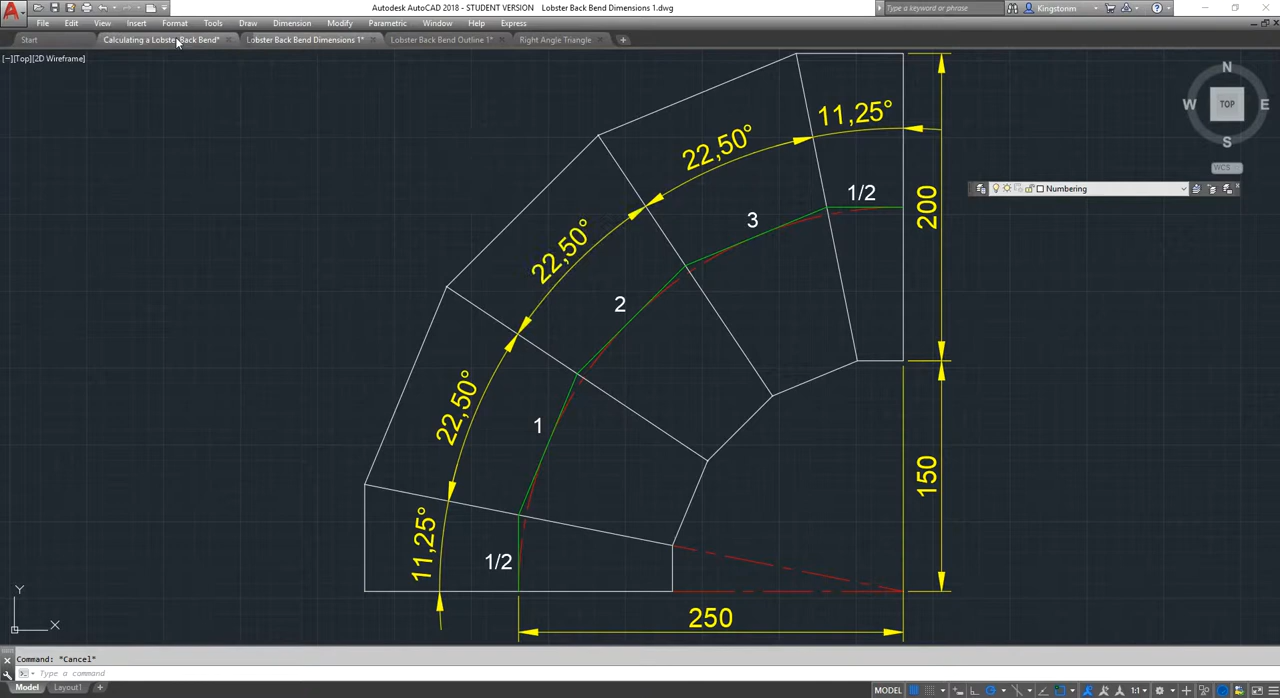 Autodesk AutoCAD 2018 - STUDENT VERSION Lobster Back Bend Dimensions 1.dwg
Type a keyword or phrase
Kingstonm
File Edit View Insert Format Tools Draw Dimension Modify Parametric Window Help Express
Start
Calculating a Lobster Back Bend*
Lobster Back Bend Dimensions 1*
Lobster Back Bend Outline 1*
Right Angle Triangle
[−][Top][2D Wireframe]
N
W TOP E
S
WCS
Numbering
11,25°
22,50°
22,50°
22,50°
11,25°
1/2
3
2
1
1/2
200
150
250
Y
X
Command: *Cancel*
Type a command
Model Layout1 +
MODEL
1:1